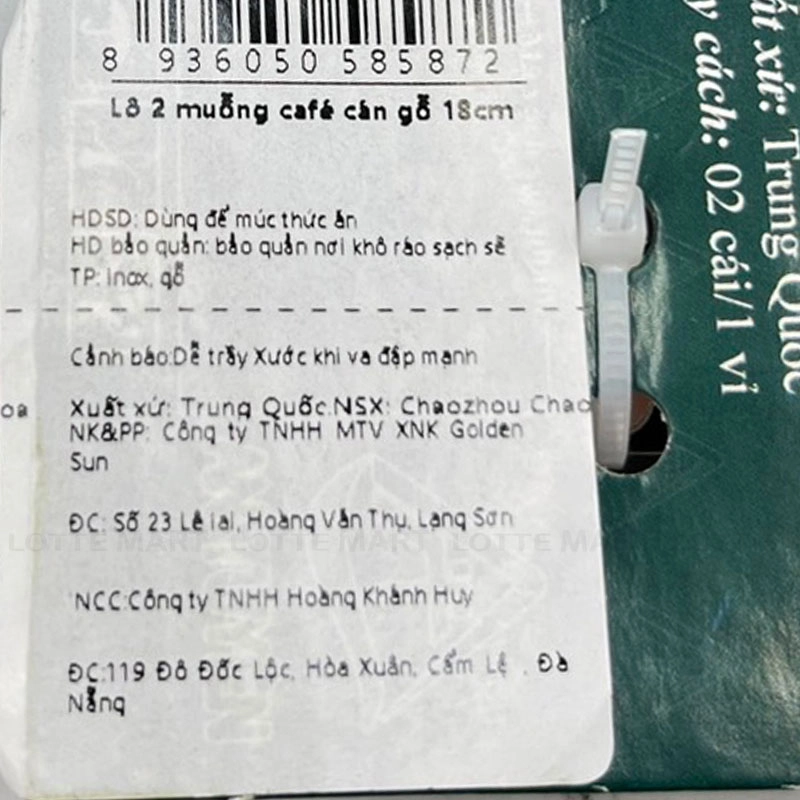 8 936050 585872
Lô 2 muỗng café cán gỗ 18cm
HDSD: Dùng để múc thức ăn
HD bảo quản: bảo quản nơi khô ráo sạch sẽ
TP: Inox, gỗ
Cảnh báo:Dễ trầy Xước khi va đập mạnh
oa
Xuất xứ: Trung Quốc.NSX: Chaozhou Chao
NK&PP: Công ty TNHH MTV XNK Golden
Sun
ĐC: Số 23 Lê lai, Hoàng Văn Thụ, Lạng Sơn
NCC:Công ty TNHH Hoàng Khánh Huy
ĐC:119 Đô Đốc Lộc, Hòa Xuân, Cẩm Lệ , Đà
Nẵng
ất xứ: Trung Quốc
y cách: 02 cái/1 vỉ
LOTTE MART LOTTE MART LOTTE MA